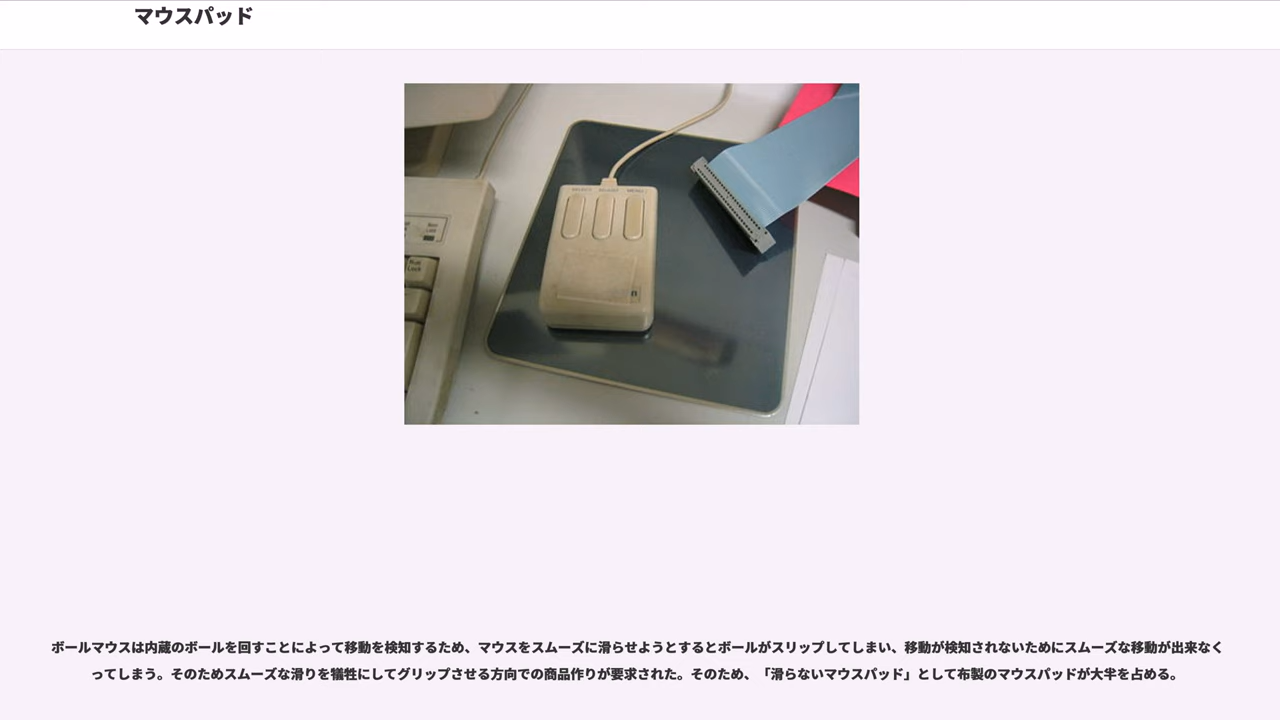 マウスパッド
SELECT ADJUST MENU
Num
Lock
ボールマウスは内蔵のボールを回すことによって移動を検知するため、マウスをスムーズに滑らせようとするとボールがスリップしてしまい、移動が検知されないためにスムーズな移動が出来なく
ってしまう。そのためスムーズな滑りを犠牲にしてグリップさせる方向での商品作りが要求された。そのため、「滑らないマウスパッド」として布製のマウスパッドが大半を占める。